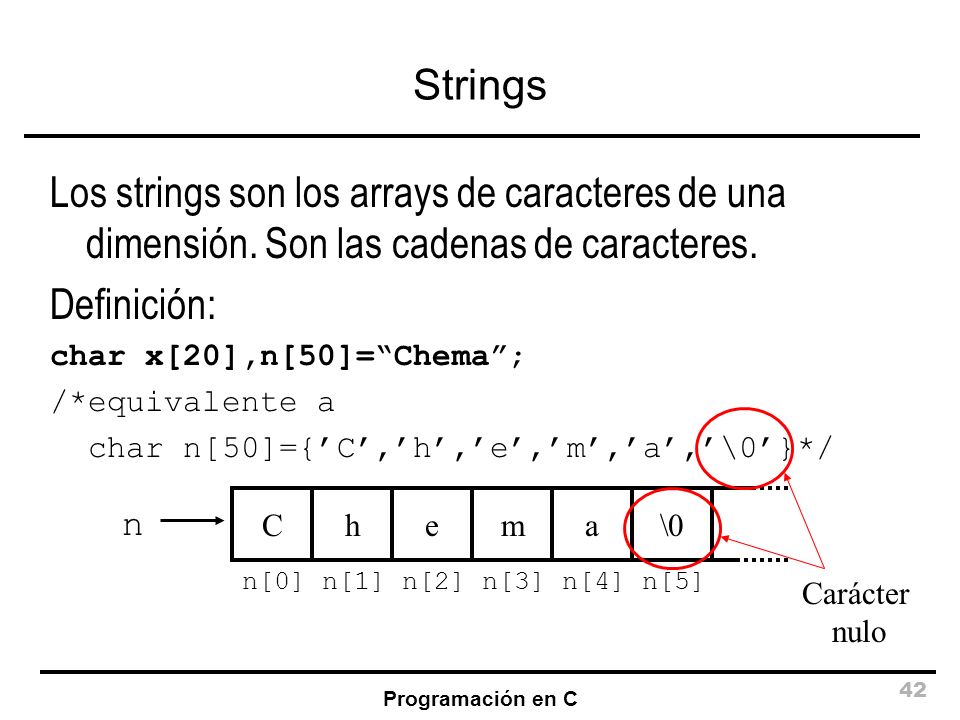 Strings
Los strings son los arrays de caracteres de una
dimensión. Son las cadenas de caracteres.
Definición:
char x[20],n[50]=“Chema”;
/*equivalente a
char n[50]={’C’,’h’,’e’,’m’,’a’,’\0’}*/
n
C h e m a \0
n[0] n[1] n[2] n[3] n[4] n[5]
Carácter
nulo
Programación en C
42